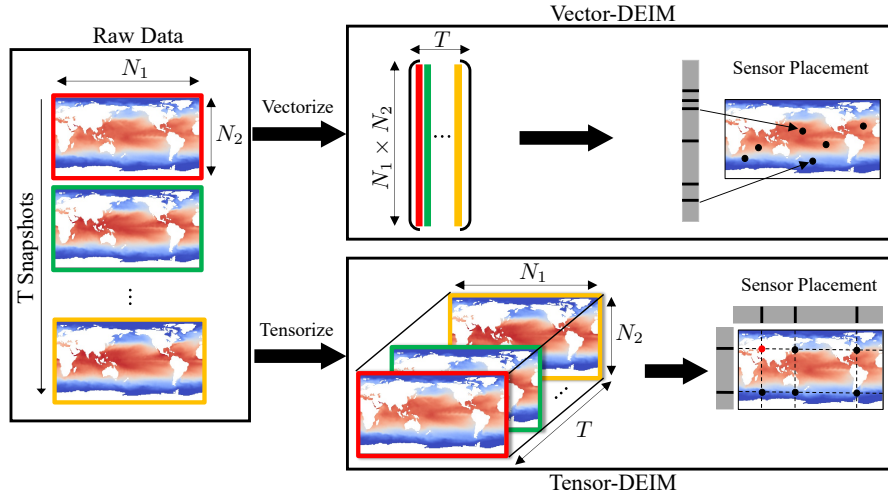 Raw Data
N₁
N₂
T Snapshots
⋮
Vectorize
Tensorize
Vector-DEIM
T
N₁ × N₂
⋯
Sensor Placement
N₁
N₂
⋯
T
Sensor Placement
Tensor-DEIM